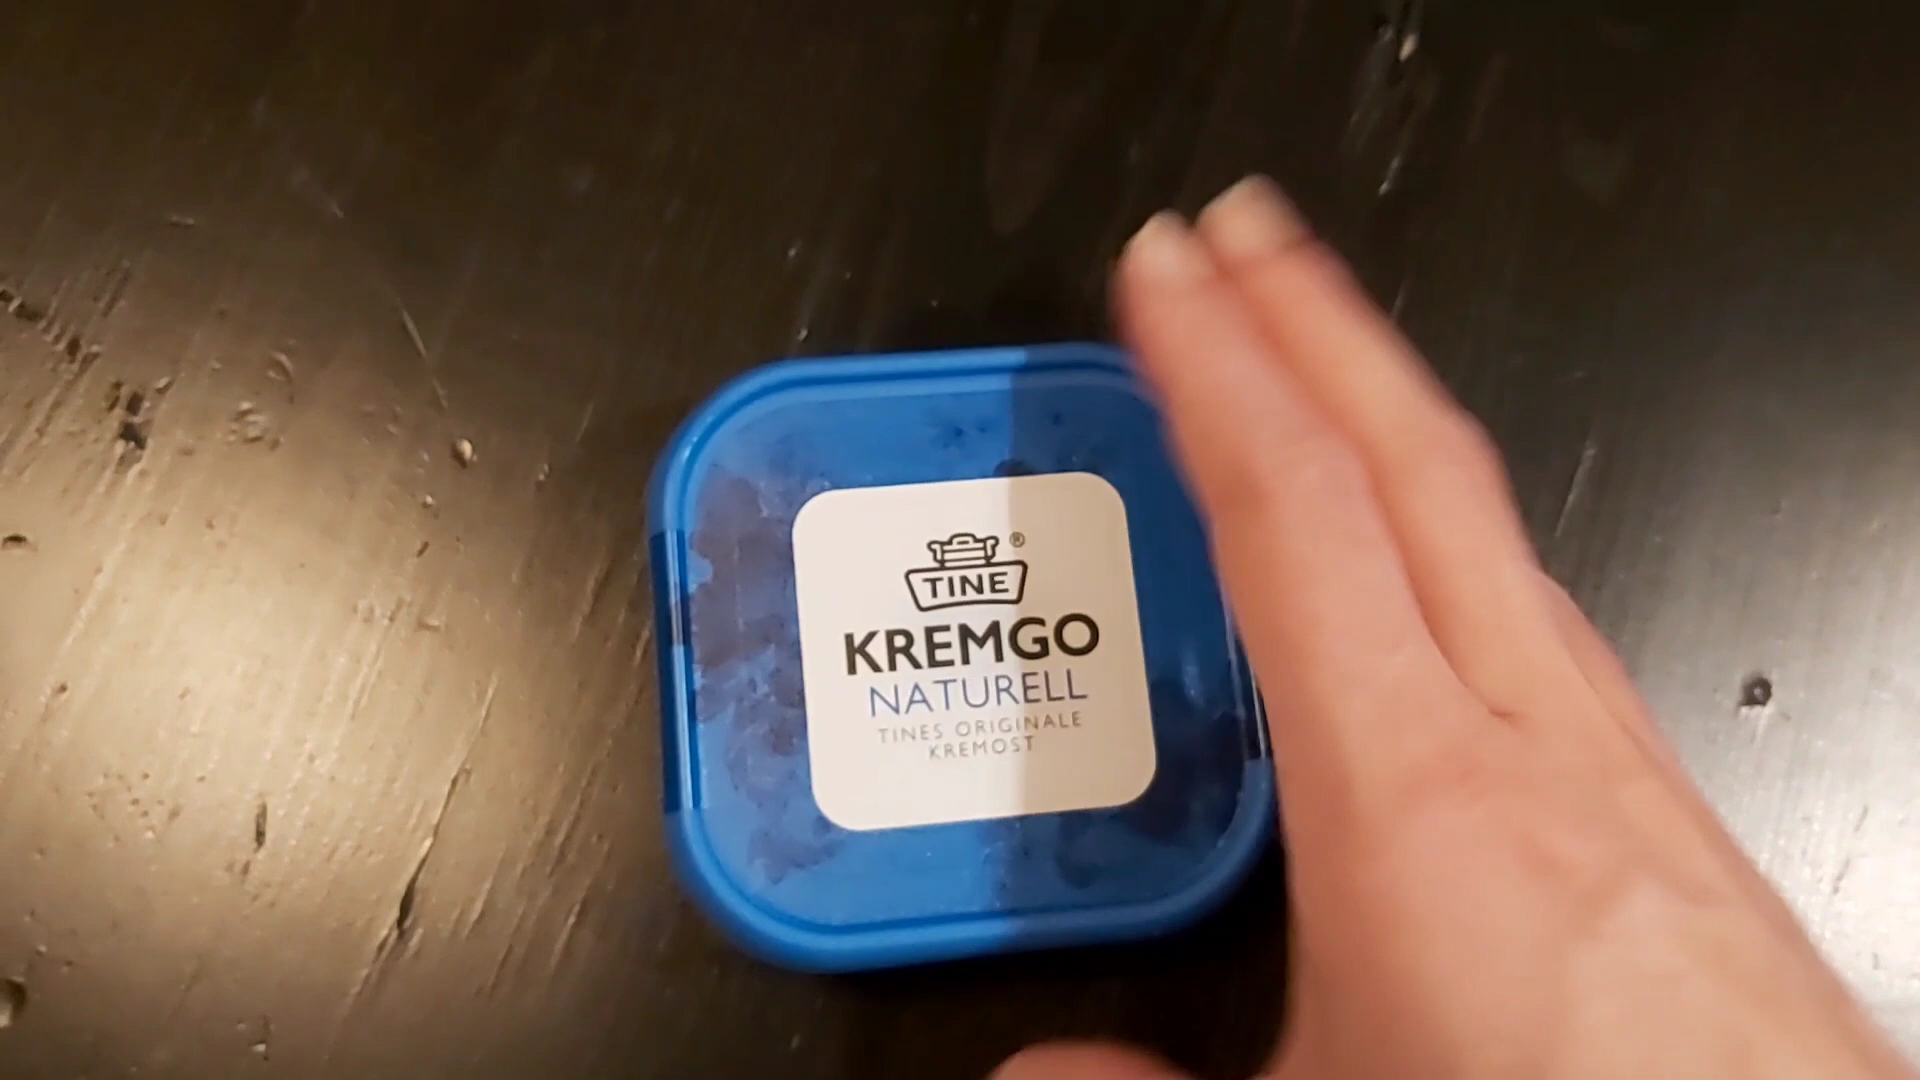 ®
TINE
KREMGO
NATURELL
TINES ORIGINALE
KREMOST